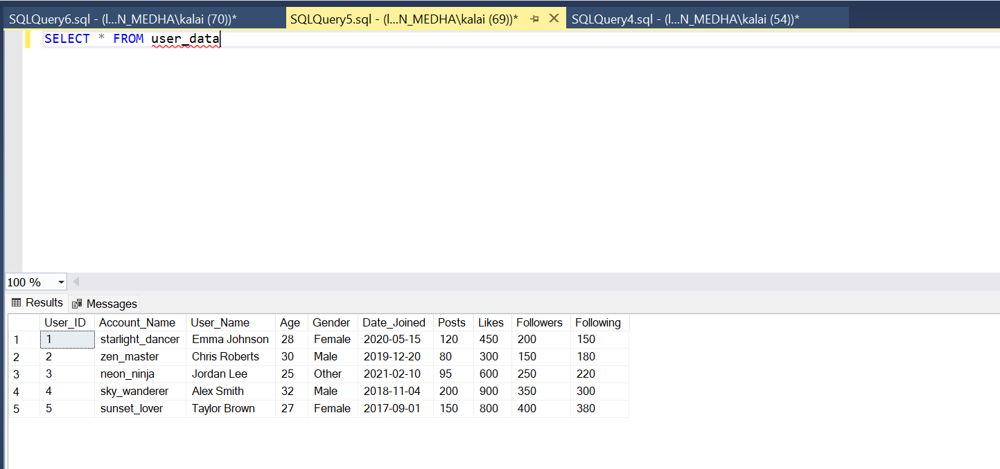 SQLQuery6.sql - (l...N_MEDHA\kalai (70))* SQLQuery5.sql - (l...N_MEDHA\kalai (69))* SQLQuery4.sql - (l...N_MEDHA\kalai (54))*
SELECT * FROM user_data
100 %
Results Messages
User_ID Account_Name User_Name Age Gender Date_Joined Posts Likes Followers Following
1 1 starlight_dancer Emma Johnson 28 Female 2020-05-15 120 450 200 150
2 2 zen_master Chris Roberts 30 Male 2019-12-20 80 300 150 180
3 3 neon_ninja Jordan Lee 25 Other 2021-02-10 95 600 250 220
4 4 sky_wanderer Alex Smith 32 Male 2018-11-04 200 900 350 300
5 5 sunset_lover Taylor Brown 27 Female 2017-09-01 150 800 400 380